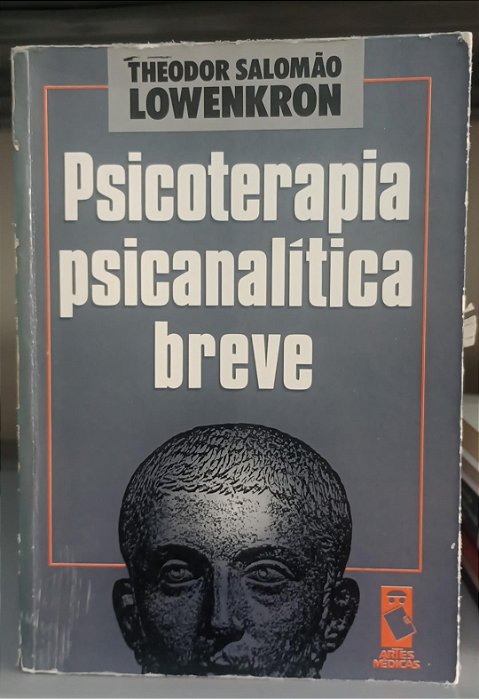 THEODOR SALOMÃO
LOWENKRON
Psicoterapia
psicanalítica
breve
ARTES
MÉDICAS